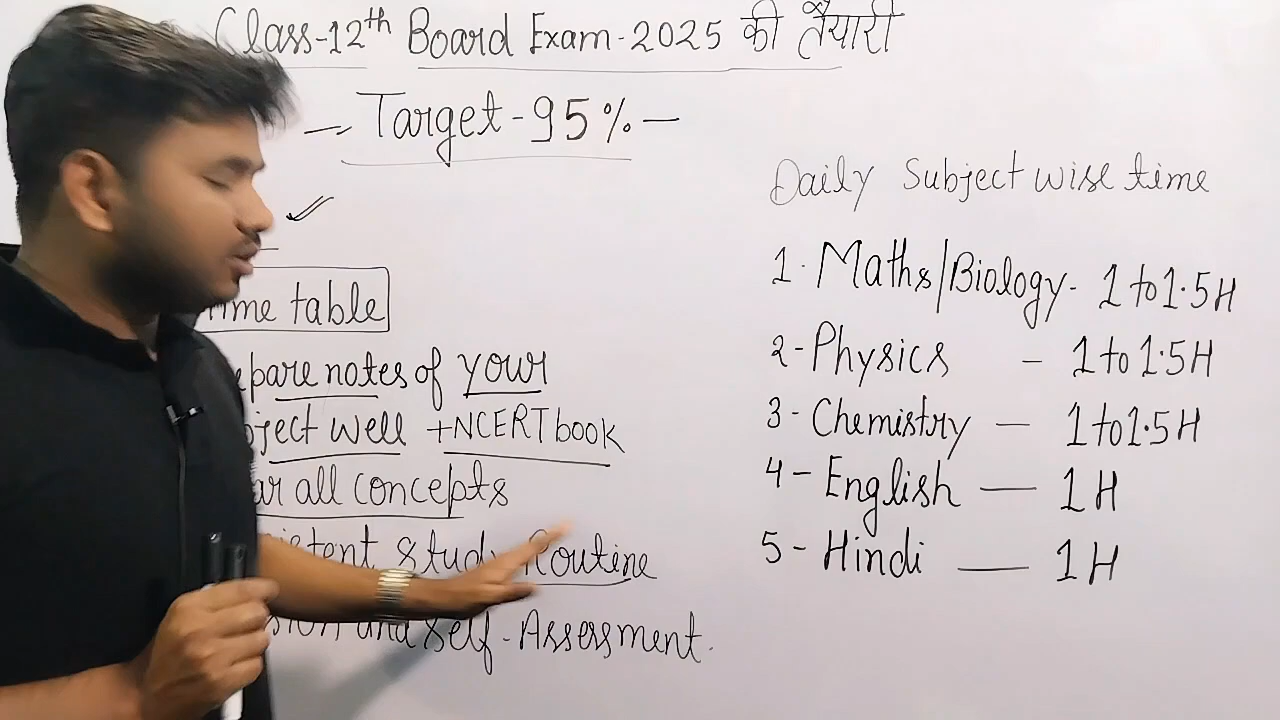 Class-12th Board Exam-2025 की तैयारी
Target-95%
time table
notes of your
well + NCERT book
all concepts
study Routine
and self-Assessment.
Daily Subject wise time
1. Maths/Biology- 1 to 1.5H
2-Physics - 1 to 1.5H
3-Chemistry — 1 to 1.5H
4-English — 1H
5-Hindi — 1H